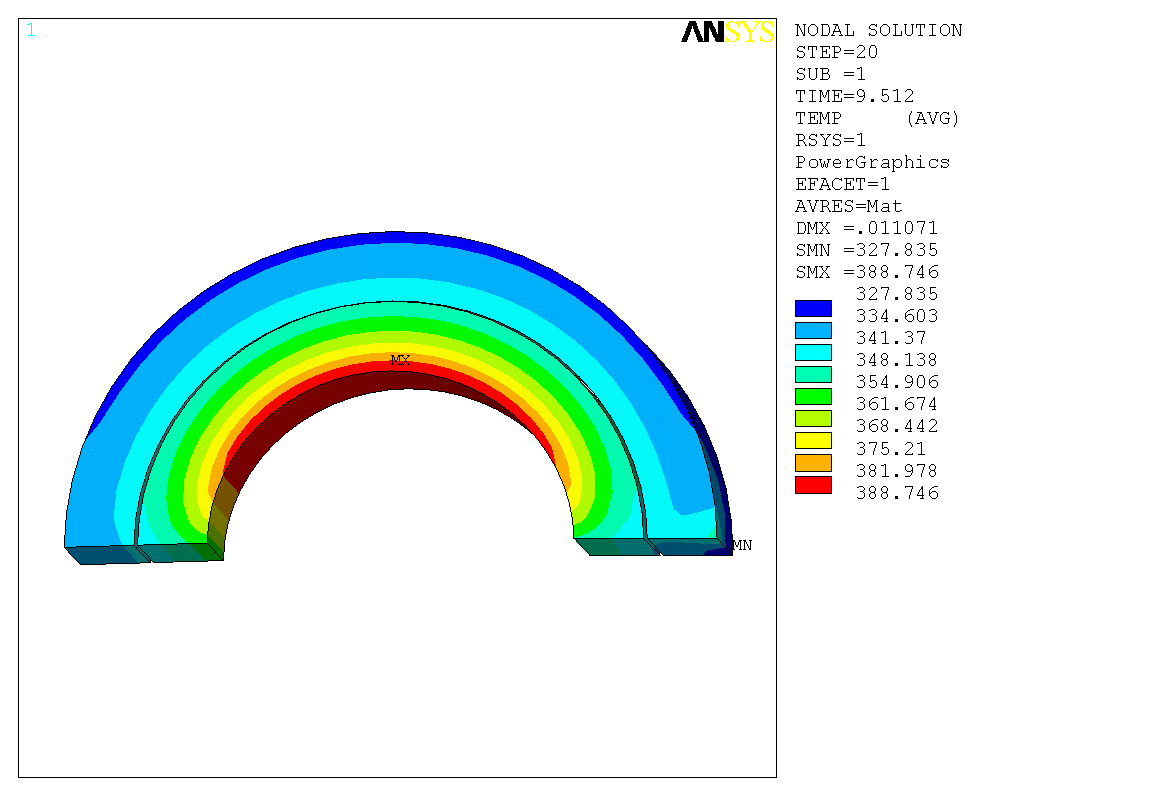 1
ANSYS
NODAL SOLUTION
STEP=20
SUB =1
TIME=9.512
TEMP     (AVG)
RSYS=1
PowerGraphics
EFACET=1
AVRES=Mat
DMX =.011071
SMN =327.835
SMX =388.746
327.835
334.603
341.37
348.138
354.906
361.674
368.442
375.21
381.978
388.746
MX
MN